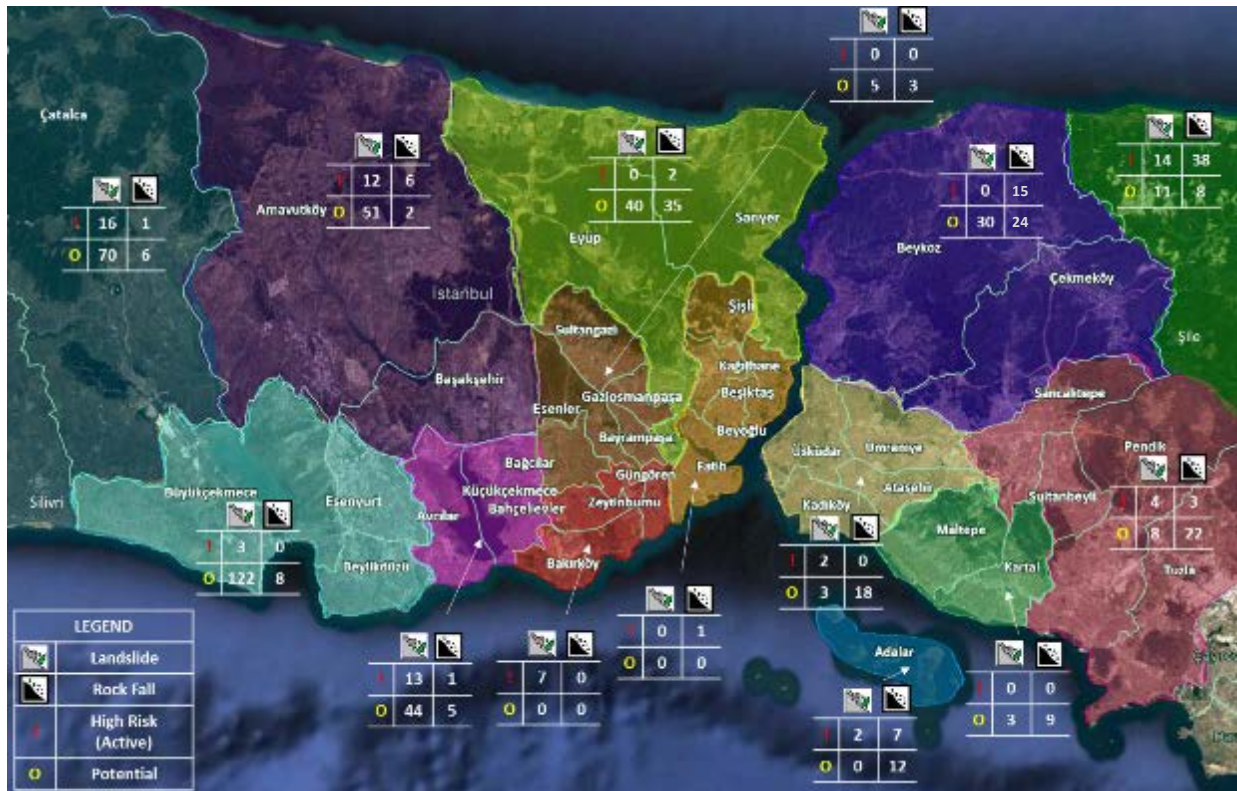 0 0
O 5 3
Çatalca
! 14 38
O 11 8
! 12 6
O 51 2
! 0 2
O 40 35
! 0 15
O 30 24
Arnavutköy
Sarıyer
! 16 1
O 70 6
Eyüp
Beykoz
Çekmeköy
İstanbul
Şişli
Sultangazi
Şile
Kağıthane
Başakşehir
Gaziosmanpaşa
Beşiktaş
Sancaktepe
Esenler
Bayrampaşa
Beyoğlu
Pendik
Üsküdar
Ümraniye
Bağcılar
Güngören
Fatih
Ataşehir
Sultanbeyli
Silivri
Büyükçekmece
Esenyurt
Küçükçekmece
Bahçelievler
Zeytinburnu
Kadıköy
! 4 3
O 8 22
Avcılar
Maltepe
! 3 0
O 122 8
Beylikdüzü
Bakırköy
! 2 0
O 3 18
Kartal
Tuzla
LEGEND
Landslide
Rock Fall
! High Risk
(Active)
O Potential
! 0 1
O 0 0
Adalar
! 13 1
O 44 5
! 7 0
O 0 0
! 0 0
O 3 9
! 2 7
O 0 12